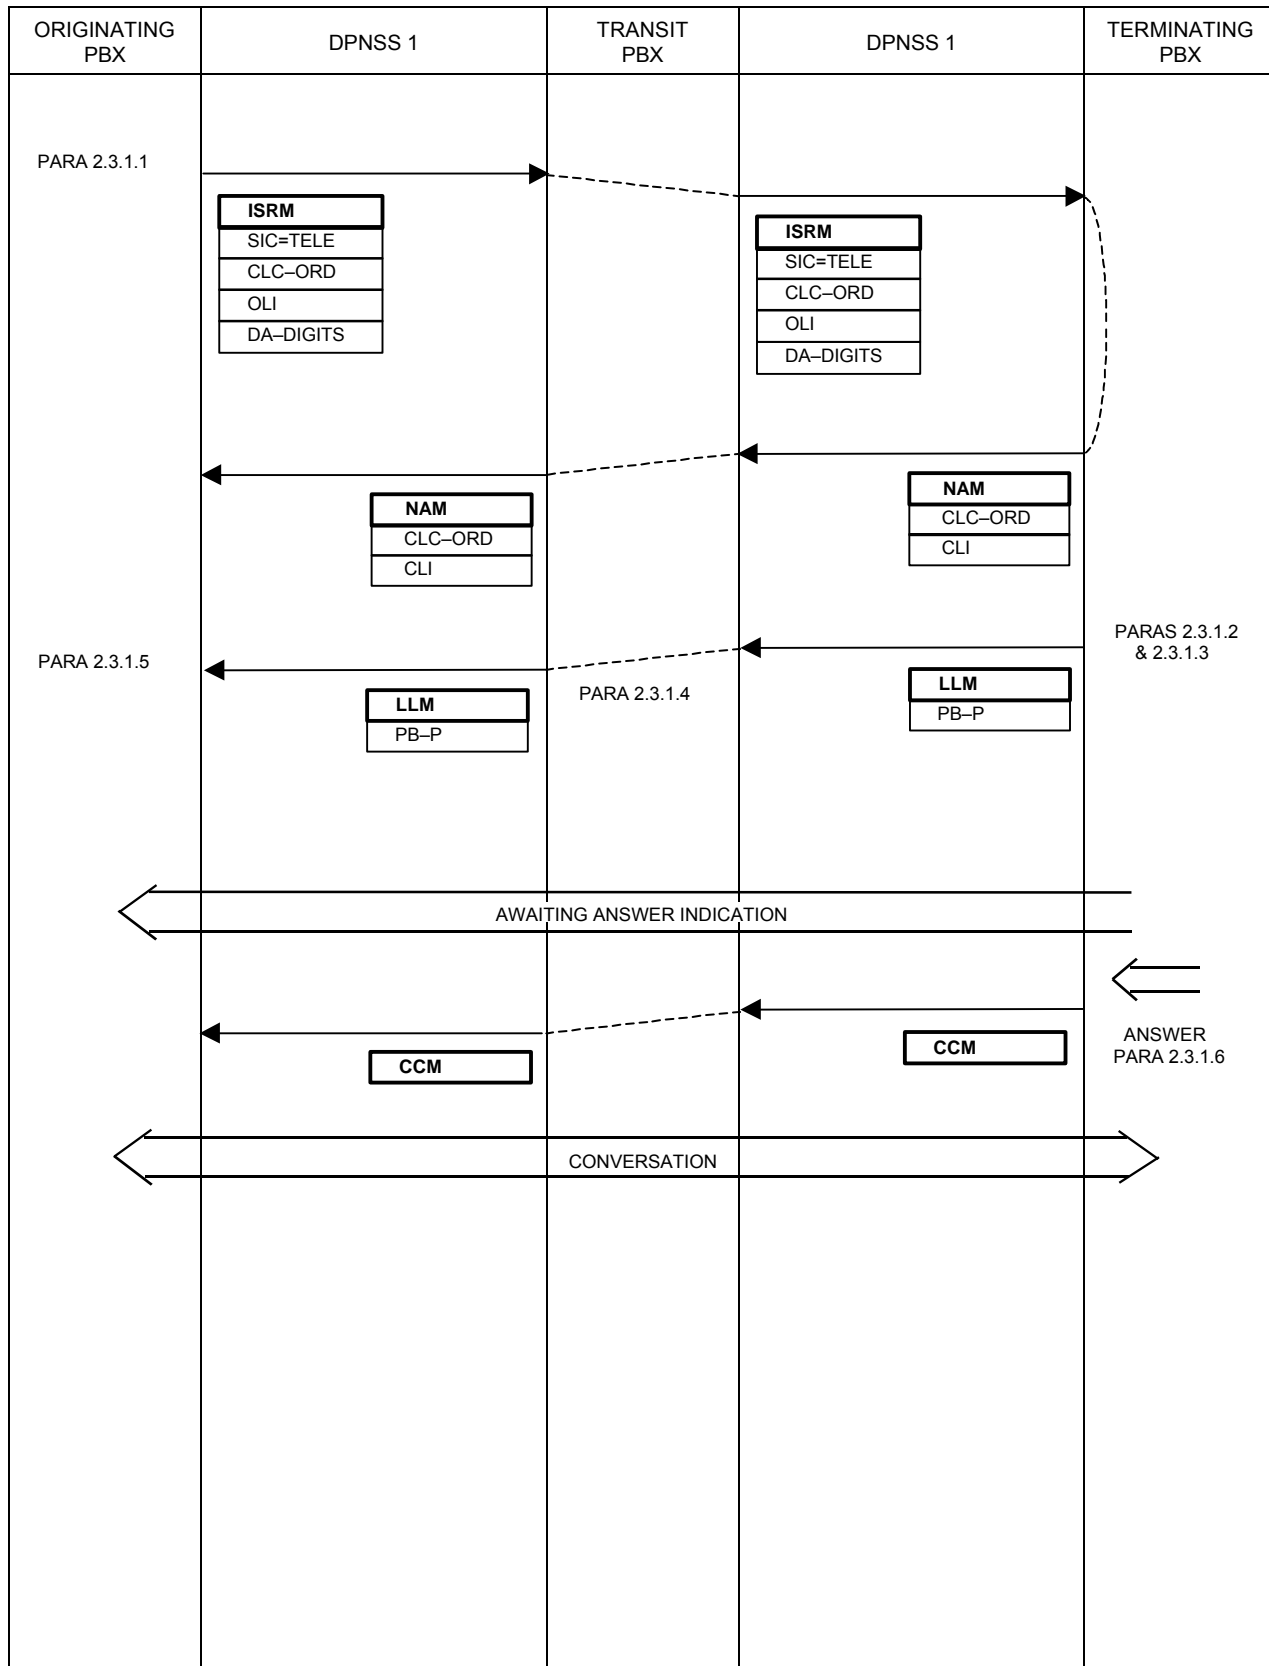 ORIGINATING
PBX
DPNSS 1
TRANSIT
PBX
DPNSS 1
TERMINATING
PBX
PARA 2.3.1.1
ISRM
SIC=TELE
CLC–ORD
OLI
DA–DIGITS
ISRM
SIC=TELE
CLC–ORD
OLI
DA–DIGITS
NAM
CLC–ORD
CLI
NAM
CLC–ORD
CLI
PARA 2.3.1.5
LLM
PB–P
PARA 2.3.1.4
LLM
PB–P
PARAS 2.3.1.2
& 2.3.1.3
AWAITING ANSWER INDICATION
CCM
CCM
ANSWER
PARA 2.3.1.6
CONVERSATION